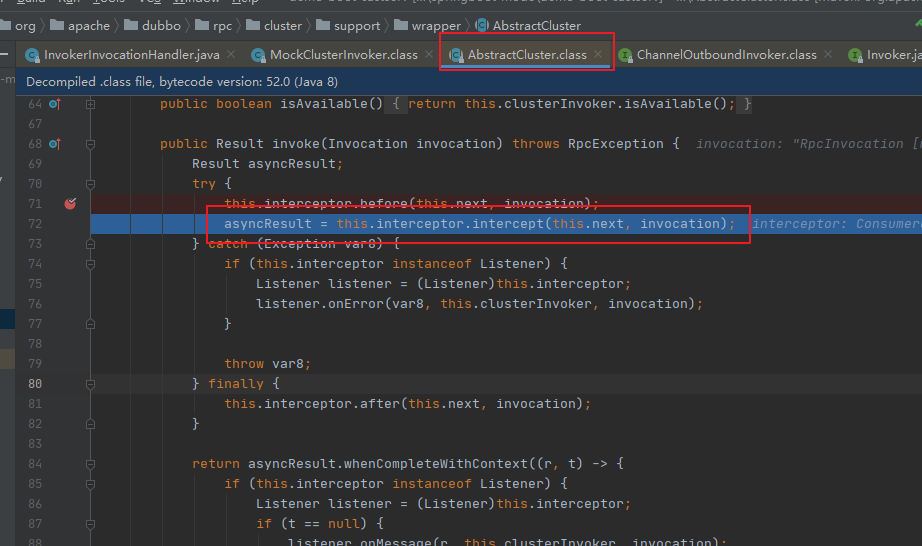 org apache dubbo rpc cluster support wrapper AbstractCluster
InvokerInvocationHandler.java MockClusterInvoker.class AbstractCluster.class ChannelOutboundInvoker.class Invoker.ja
Decompiled .class file, bytecode version: 52.0 (Java 8)
64 public boolean isAvailable() { return this.clusterInvoker.isAvailable(); }
67
68 public Result invoke(Invocation invocation) throws RpcException { invocation: "RpcInvocation [
69 Result asyncResult;
70 try {
71 this.interceptor.before(this.next, invocation);
72 asyncResult = this.interceptor.intercept(this.next, invocation); interceptor: Consumer
73 } catch (Exception var8) {
74 if (this.interceptor instanceof Listener) {
75 Listener listener = (Listener)this.interceptor;
76 listener.onError(var8, this.clusterInvoker, invocation);
77 }
78
79 throw var8;
80 } finally {
81 this.interceptor.after(this.next, invocation);
82 }
83
84 return asyncResult.whenCompleteWithContext((r, t) -> {
85 if (this.interceptor instanceof Listener) {
86 Listener listener = (Listener)this.interceptor;
87 if (t == null) {
88 listener.onMessage(r, this.clusterInvoker, invocation);